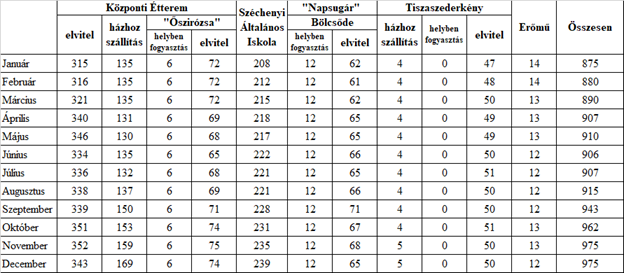 Központi Étterem Széchenyi Általános Iskola "Napsugár" Bölcsőde Tiszaszederkény Erőmű Összesen
elvitel házhoz szállítás "Őszirózsa" helyben fogyasztás elvitel helyben fogyasztás elvitel házhoz szállítás helyben fogyasztás elvitel
Január 315 135 6 72 208 12 62 4 0 47 14 875
Február 316 135 6 72 212 12 61 4 0 48 14 880
Március 321 135 6 72 215 12 62 4 0 50 13 890
Április 340 131 6 69 218 12 65 4 0 49 13 907
Május 346 130 6 68 217 12 65 4 0 49 13 910
Június 334 135 6 65 222 12 66 4 0 50 12 906
Július 336 132 6 68 221 12 65 4 0 51 12 907
Augusztus 338 137 6 69 221 12 66 4 0 50 12 915
Szeptember 339 150 6 71 228 12 71 4 0 50 12 943
Október 351 153 6 74 231 12 67 4 0 51 13 962
November 352 159 6 75 235 12 68 5 0 50 13 975
December 343 169 6 74 239 12 65 5 0 50 12 975